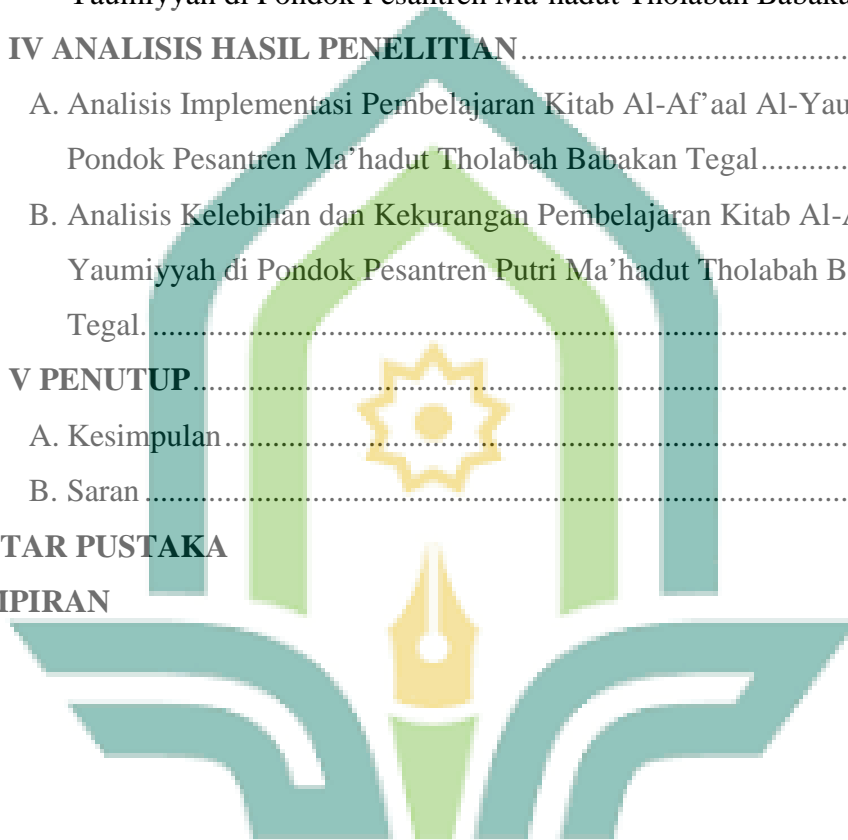 Yaumiyyah di Pondok Pesantren Ma'hadut Tholabah Babaka
IV ANALISIS HASIL PENELITIAN
A. Analisis Implementasi Pembelajaran Kitab Al-Af'aal Al-Yau
Pondok Pesantren Ma'hadut Tholabah Babakan Tegal
B. Analisis Kelebihan dan Kekurangan Pembelajaran Kitab Al-A
Yaumiyyah di Pondok Pesantren Putri Ma'hadut Tholabah B
Tegal.
V PENUTUP
A. Kesimpulan
B. Saran
TAR PUSTAKA
IPIRAN